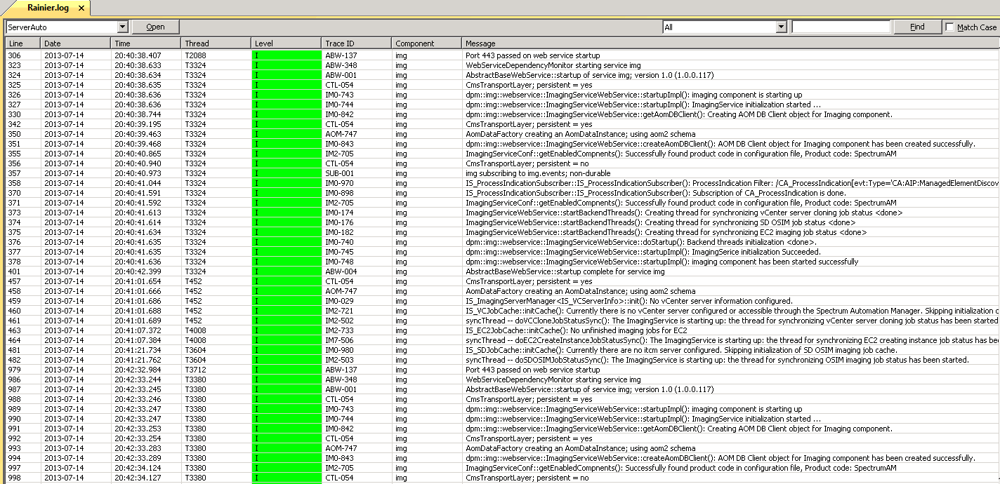 Rainier.log ×
ServerAuto Open All Find Match Case
Line Date Time Thread Level Trace ID Component Message
306 2013-07-14 20:40:38.407 T2088 I ABW-137 img Port 443 passed on web service startup
323 2013-07-14 20:40:38.633 T3324 I ABW-348 img WebServiceDependencyMonitor starting service img
324 2013-07-14 20:40:38.634 T3324 I ABW-001 img AbstractBaseWebService::startup of service img; version 1.0 (1.0.0.117)
325 2013-07-14 20:40:38.635 T3324 I CTL-054 img CmsTransportLayer; persistent = yes
326 2013-07-14 20:40:38.636 T3324 I IM0-743 img dpm::img::webservice::ImagingServiceWebService::startupImpl(): imaging component is starting up
327 2013-07-14 20:40:38.636 T3324 I IM0-744 img dpm::img::webservice::ImagingServiceWebService::startupImpl(): ImagingService initialization started ...
330 2013-07-14 20:40:38.744 T3324 I IM0-842 img dpm::img::webservice::ImagingServiceWebService::getAomDBClient(): Creating AOM DB Client object for Imaging component.
342 2013-07-14 20:40:39.195 T3324 I CTL-054 img CmsTransportLayer; persistent = yes
350 2013-07-14 20:40:39.463 T3324 I AOM-747 img AomDataFactory creating an AomDataInstance; using aom2 schema
351 2013-07-14 20:40:39.468 T3324 I IM0-843 img dpm::img::webservice::ImagingServiceWebService::createAomDBClient(): AOM DB Client object for Imaging component has been created successfully.
355 2013-07-14 20:40:40.865 T3324 I IM2-705 img ImagingServiceConf::getEnabledCompnents(): Successfully found product code in configuration file, Product code: SpectrumAM
356 2013-07-14 20:40:40.940 T3324 I CTL-054 img CmsTransportLayer; persistent = no
357 2013-07-14 20:40:40.973 T3324 I SUB-001 img img subscribing to img.events; non-durable
358 2013-07-14 20:40:41.044 T3324 I IM0-970 img IS_ProcessIndicationSubscriber::IS_ProcessIndicationSubscriber(): ProcessIndication Filter: /CA_ProcessIndication[evt:Type='CA:AIP:ManagedElementDiscov
370 2013-07-14 20:40:41.591 T3324 I IM0-898 img IS_ProcessIndicationSubscriber::IS_ProcessIndicationSubscriber(): Subscription of CA_ProcessIndication is done.
371 2013-07-14 20:40:41.592 T3324 I IM2-705 img ImagingServiceConf::getEnabledCompnents(): Successfully found product code in configuration file, Product code: SpectrumAM
373 2013-07-14 20:40:41.613 T3324 I IM0-174 img ImagingServiceWebService::startBackendThreads(): Creating thread for synchronizing vCenter server cloning job status <done>
374 2013-07-14 20:40:41.614 T3324 I IM0-176 img ImagingServiceWebService::startBackendThreads(): Creating thread for synchronizing SD OSIM job status <done>
375 2013-07-14 20:40:41.634 T3324 I IM0-182 img ImagingServiceWebService::startBackendThreads(): Creating thread for synchronizing EC2 imaging job status <done>
376 2013-07-14 20:40:41.635 T3324 I IM0-740 img dpm::img::webservice::ImagingServiceWebService::doStartup(): Backend threads initialization <done>.
377 2013-07-14 20:40:41.635 T3324 I IM0-745 img dpm::img::webservice::ImagingServiceWebService::startupImpl(): ImagingSerice initialization Succeeded.
378 2013-07-14 20:40:41.636 T3324 I IM0-748 img dpm::img::webservice::ImagingServiceWebService::startupImpl(): imaging component has been started successfully
401 2013-07-14 20:40:42.399 T3324 I ABW-004 img AbstractBaseWebService::startup complete for service img
457 2013-07-14 20:41:01.654 T452 I CTL-054 img CmsTransportLayer; persistent = yes
458 2013-07-14 20:41:01.666 T452 I AOM-747 img AomDataFactory creating an AomDataInstance; using aom2 schema
459 2013-07-14 20:41:01.686 T452 I IM0-029 img IS_ImagingServerManager<IS_VCServerInfo>::init(): No vCenter server information configured.
460 2013-07-14 20:41:01.688 T452 I IM2-721 img IS_VCJobCache::initCache(): Currently there is no vCenter server configured or accessible through the Spectrum Automation Manager. Skipping initialization c
461 2013-07-14 20:41:01.689 T452 I IM2-502 img syncThread -- doVCCloneJobStatusSync(): The ImagingService is starting up: the thread for synchronizing vCenter server cloning job status has been started
463 2013-07-14 20:41:07.372 T4008 I IM2-733 img IS_EC2JobCache::initCache(): No unfinished imaging jobs for EC2
464 2013-07-14 20:41:07.384 T4008 I IM7-506 img syncThread -- doEC2CreateInstanceJobStatusSync(): The ImagingService is starting up: the thread for synchronizing EC2 creating instance job status has bee
481 2013-07-14 20:41:21.734 T3604 I IM0-980 img IS_SDJobCache::initCache(): Currently there are no itcm server configured. Skipping initialization of SD OSIM imaging job cache.
482 2013-07-14 20:41:21.762 T3604 I IM2-503 img syncThread -- doSDOSIMJobStatusSync(): The ImagingService is starting up: the thread for synchronizing OSIM imaging job status has been started.
979 2013-07-14 20:42:32.984 T3712 I ABW-137 img Port 443 passed on web service startup
986 2013-07-14 20:42:33.244 T3380 I ABW-348 img WebServiceDependencyMonitor starting service img
987 2013-07-14 20:42:33.245 T3380 I ABW-001 img AbstractBaseWebService::startup of service img; version 1.0 (1.0.0.117)
988 2013-07-14 20:42:33.246 T3380 I CTL-054 img CmsTransportLayer; persistent = yes
989 2013-07-14 20:42:33.247 T3380 I IM0-743 img dpm::img::webservice::ImagingServiceWebService::startupImpl(): imaging component is starting up
990 2013-07-14 20:42:33.247 T3380 I IM0-744 img dpm::img::webservice::ImagingServiceWebService::startupImpl(): ImagingService initialization started ...
991 2013-07-14 20:42:33.253 T3380 I IM0-842 img dpm::img::webservice::ImagingServiceWebService::getAomDBClient(): Creating AOM DB Client object for Imaging component.
992 2013-07-14 20:42:33.254 T3380 I CTL-054 img CmsTransportLayer; persistent = yes
993 2013-07-14 20:42:33.283 T3380 I AOM-747 img AomDataFactory creating an AomDataInstance; using aom2 schema
994 2013-07-14 20:42:33.289 T3380 I IM0-843 img dpm::img::webservice::ImagingServiceWebService::createAomDBClient(): AOM DB Client object for Imaging component has been created successfully.
997 2013-07-14 20:42:34.124 T3380 I IM2-705 img ImagingServiceConf::getEnabledCompnents(): Successfully found product code in configuration file, Product code: SpectrumAM
998 2013-07-14 20:42:34.127 T3380 I CTL-054 img CmsTransportLayer; persistent = no